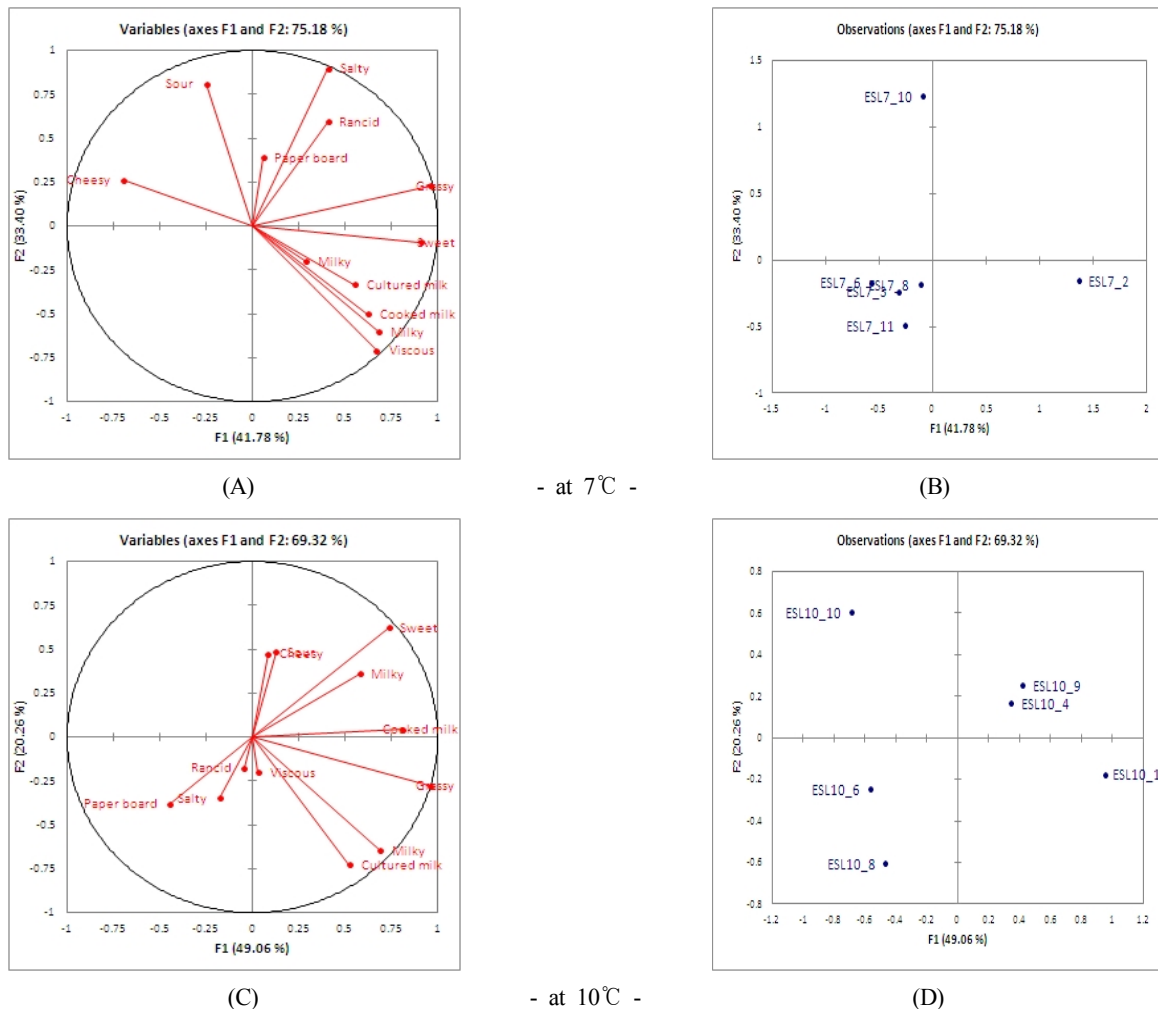 Variables (axes F1 and F2: 75.18 %)
1
0.75
0.5
0.25
0
-0.25
-0.5
-0.75
-1
F2 (33.40 %)
Salty
Sour
Rancid
Paper board
Cheesy
Grassy
Sweet
Milky
Cultured milk
Cooked milk
Milky
Viscous
-1 -0.75 -0.5 -0.25 0 0.25 0.5 0.75 1
F1 (41.78 %)
Observations (axes F1 and F2: 75.18 %)
1.5
1
0.5
0
-0.5
-1
F2 (33.40 %)
ESL7_10
ESL7_6
ESL7_8
ESL7_2
ESL7_11
-1.5 -1 -0.5 0 0.5 1 1.5 2
F1 (41.78 %)
(A) - at 7℃ - (B)
Variables (axes F1 and F2: 69.32 %)
1
0.75
0.5
0.25
0
-0.25
-0.5
-0.75
-1
F2 (20.26 %)
Sweet
Cheesy
Milky
Cooked milk
Rancid
Viscous
Grassy
Paper board
Salty
Milky
Cultured milk
-1 -0.75 -0.5 -0.25 0 0.25 0.5 0.75 1
F1 (49.06 %)
Observations (axes F1 and F2: 69.32 %)
0.8
0.6
0.4
0.2
0
-0.2
-0.4
-0.6
-0.8
F2 (20.26 %)
ESL10_10
ESL10_9
ESL10_4
ESL10_1
ESL10_6
ESL10_8
-1.2 -1 -0.8 -0.6 -0.4 -0.2 0 0.2 0.4 0.6 0.8 1 1.2
F1 (49.06 %)
(C) - at 10℃ - (D)